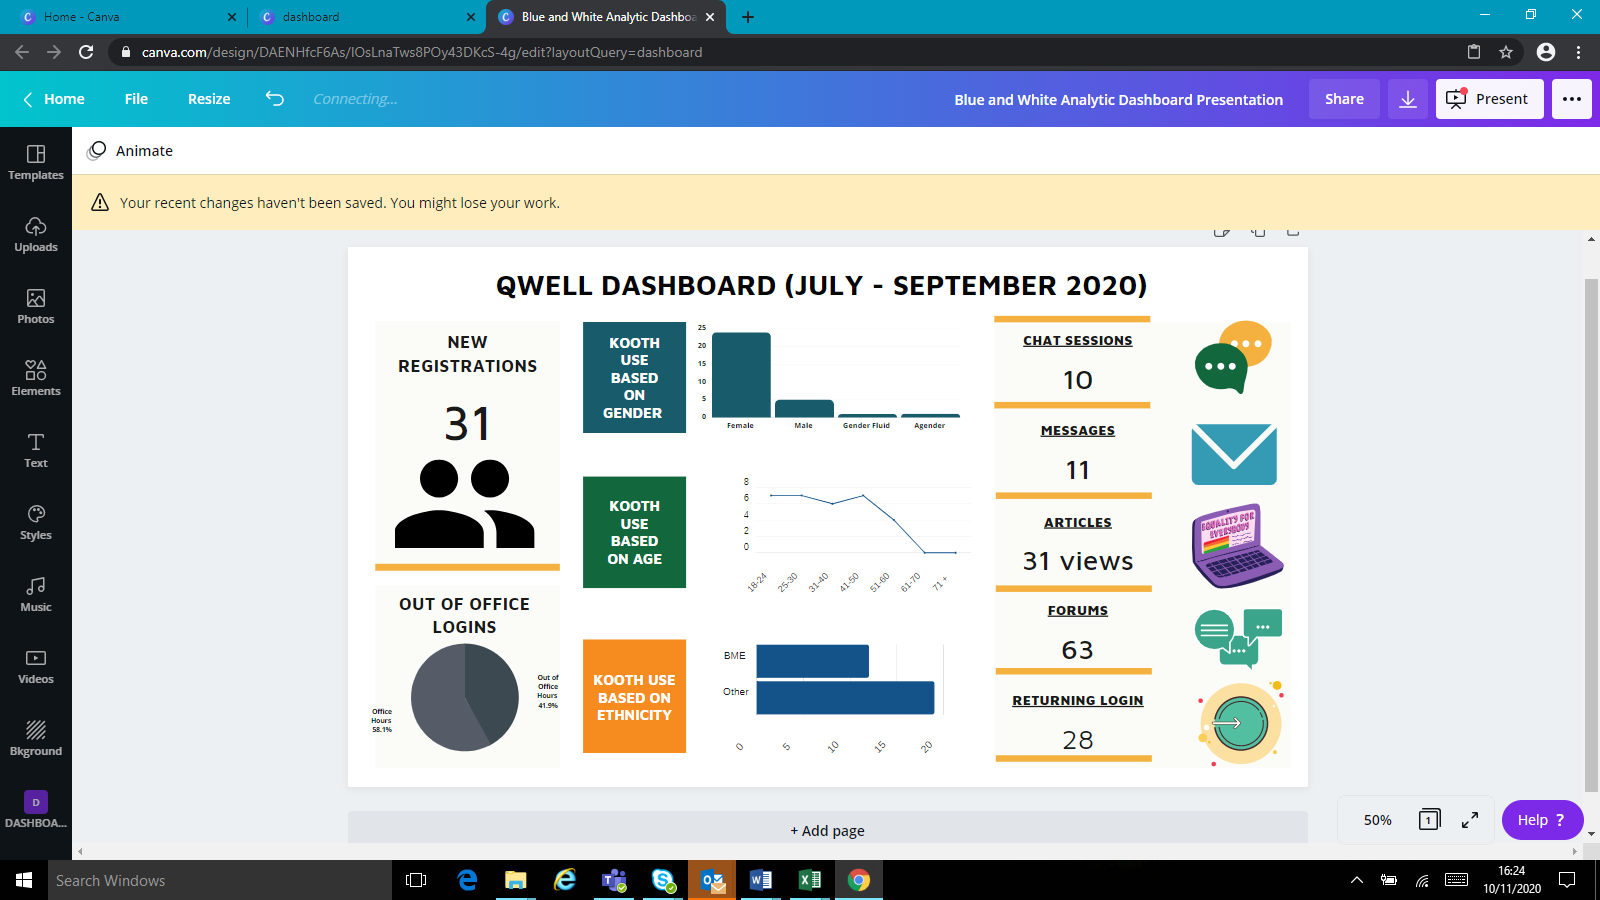 Home - Canva
dashboard
Blue and White Analytic Dashboa
canva.com/design/DAENHfcF6As/lOsLnaTws8POy43DKcS-4g/edit?layoutQuery=dashboard
Home
File
Resize
Connecting...
Blue and White Analytic Dashboard Presentation
Share
Present
Animate
Your recent changes haven't been saved. You might lose your work.
Templates
Uploads
Photos
Elements
Text
Styles
Music
Videos
Bkground
D
DASHBOA...
QWELL DASHBOARD (JULY - SEPTEMBER 2020)
NEW
REGISTRATIONS
31
OUT OF OFFICE
LOGINS
Out of
Office
Hours
41.9%
Office
Hours
58.1%
KOOTH
USE
BASED
ON
GENDER
25
20
15
10
5
0
Female Male Gender Fluid Agender
KOOTH
USE
BASED
ON AGE
8
6
4
2
0
18-24 25-30 31-40 41-50 51-60 61-70 71 +
KOOTH USE
BASED ON
ETHNICITY
BME
Other
0 5 10 15 20
CHAT SESSIONS
10
MESSAGES
11
ARTICLES
31 views
EQUALITY FOR
EVERYBODY
FORUMS
63
RETURNING LOGIN
28
+ Add page
50%
1
Help ?
Search Windows
16:24
10/11/2020